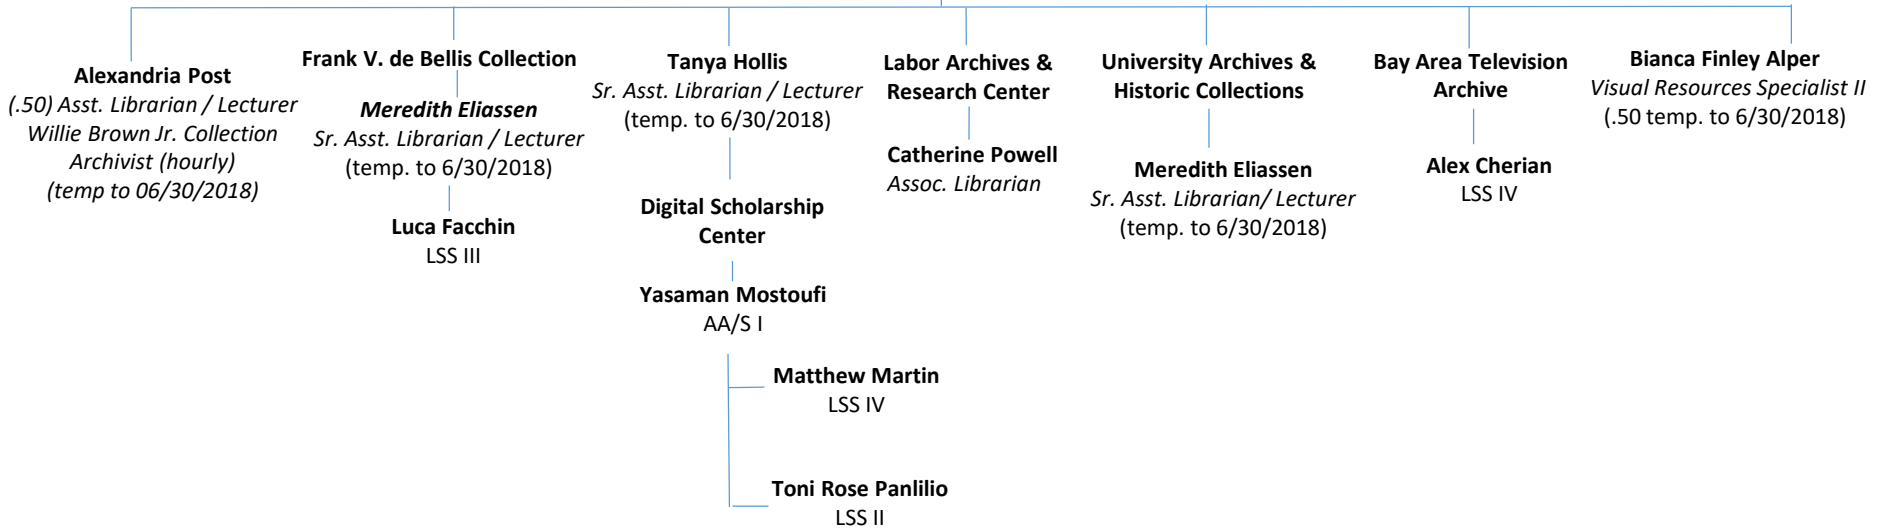 Alexandria Post
(.50) Asst. Librarian / Lecturer
Willie Brown Jr. Collection
Archivist (hourly)
(temp to 06/30/2018)
Frank V. de Bellis Collection
Meredith Eliassen
Sr. Asst. Librarian / Lecturer
(temp. to 6/30/2018)
Luca Facchin
LSS III
Tanya Hollis
Sr. Asst. Librarian / Lecturer
(temp. to 6/30/2018)
Digital Scholarship
Center
Yasaman Mostoufi
AA/S I
Matthew Martin
LSS IV
Toni Rose Panlilio
LSS II
Labor Archives &
Research Center
Catherine Powell
Assoc. Librarian
University Archives &
Historic Collections
Meredith Eliassen
Sr. Asst. Librarian/ Lecturer
(temp. to 6/30/2018)
Bay Area Television
Archive
Alex Cherian
LSS IV
Bianca Finley Alper
Visual Resources Specialist II
(.50 temp. to 6/30/2018)